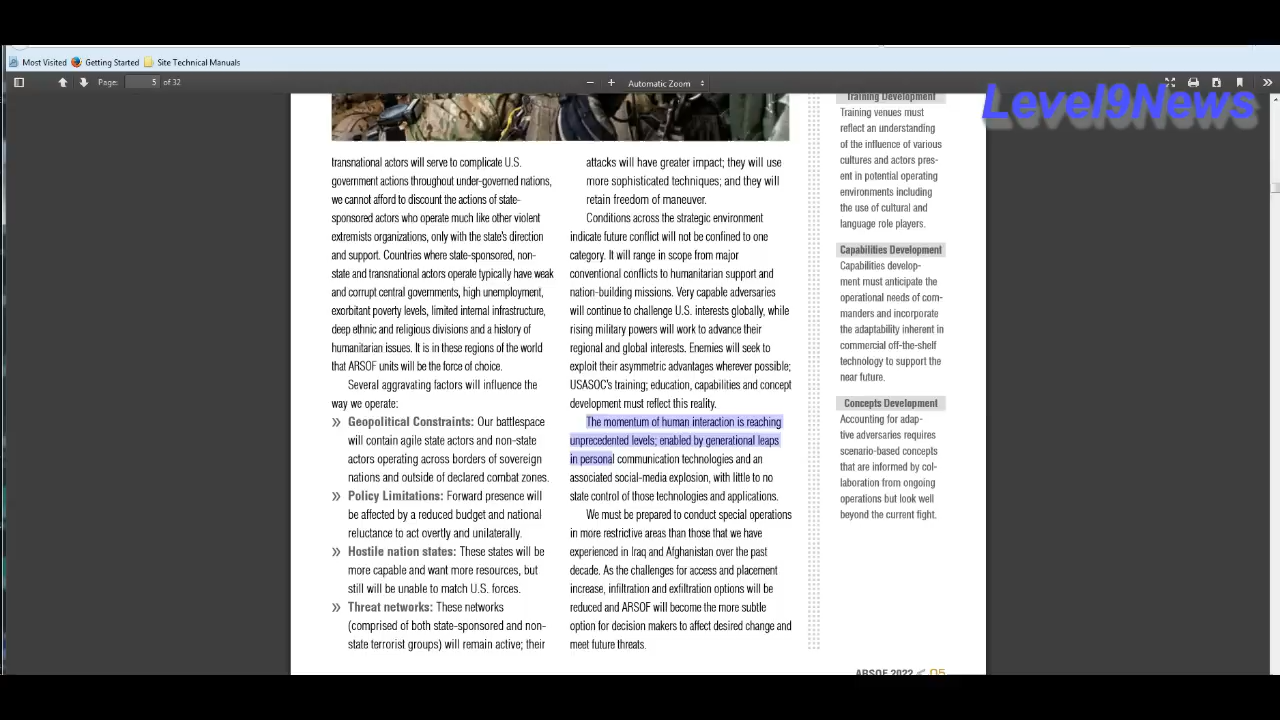 Most Visited Getting Started Site Technical Manuals
Page: 5 of 32 Automatic Zoom
Level9New
transnational actors will serve to complicate U.S.
government actions throughout under-governed nations,
we can't afford to discount the actions of state-
sponsored actors who operate much like other violent
extremists organizations, only with the state's direction
and support. Countries where state-sponsored, non-
state and transnational actors operate typically have weak
and corrupt central governments, high unemployment,
exorbitant poverty levels, limited internal infrastructure,
deep ethnic and religious divisions and a history of
humanitarian issues. It is in these regions of the world
that ARSOF units will be the force of choice.
Several aggravating factors will influence the
way we operate:
» Geopolitical Constraints: Our battlespace
will contain agile state actors and non-state
actors operating across borders of sovereign
nations and outside of declared combat zones.
» Policy Limitations: Forward presence will
be affected by a reduced budget and national
reluctance to act overtly and unilaterally.
» Hostile nation states: These states will be
more capable and want more resources, but
still will be unable to match U.S. forces.
» Threat networks: These networks
(comprised of both state-sponsored and non-
state terrorist groups) will remain active; their
attacks will have greater impact; they will use
more sophisticated techniques; and they will
retain freedom of maneuver.
Conditions across the strategic environment
indicate future conflict will not be confined to one
category. It will range in scope from major
conventional conflicts to humanitarian support and
nation-building missions. Very capable adversaries
will continue to challenge U.S. interests globally, while
rising military powers will work to advance their
regional and global interests. Enemies will seek to
exploit their asymmetric advantages wherever possible;
USASOC's training; education, capabilities and concept
development must reflect this reality.
The momentum of human interaction is reaching
unprecedented levels; enabled by generational leaps
in personal communication technologies and an
associated social-media explosion, with little to no
state control of those technologies and applications.
We must be prepared to conduct special operations
in more restrictive areas than those that we have
experienced in Iraq and Afghanistan over the past
decade. As the challenges for access and placement
increase, infiltration and exfiltration options will be
reduced and ARSOF will become the more subtle
option for decision makers to affect desired change and
meet future threats.
Training Development
Training venues must
reflect an understanding
of the influence of various
cultures and actors pres-
ent in potential operating
environments including
the use of cultural and
language role players.
Capabilities Development
Capabilities develop-
ment must anticipate the
operational needs of com-
manders and incorporate
the adaptability inherent in
commercial off-the-shelf
technology to support the
near future.
Concepts Development
Accounting for adap-
tive adversaries requires
scenario-based concepts
that are informed by col-
laboration from ongoing
operations but look well
beyond the current fight.
ARSOF 2022 05